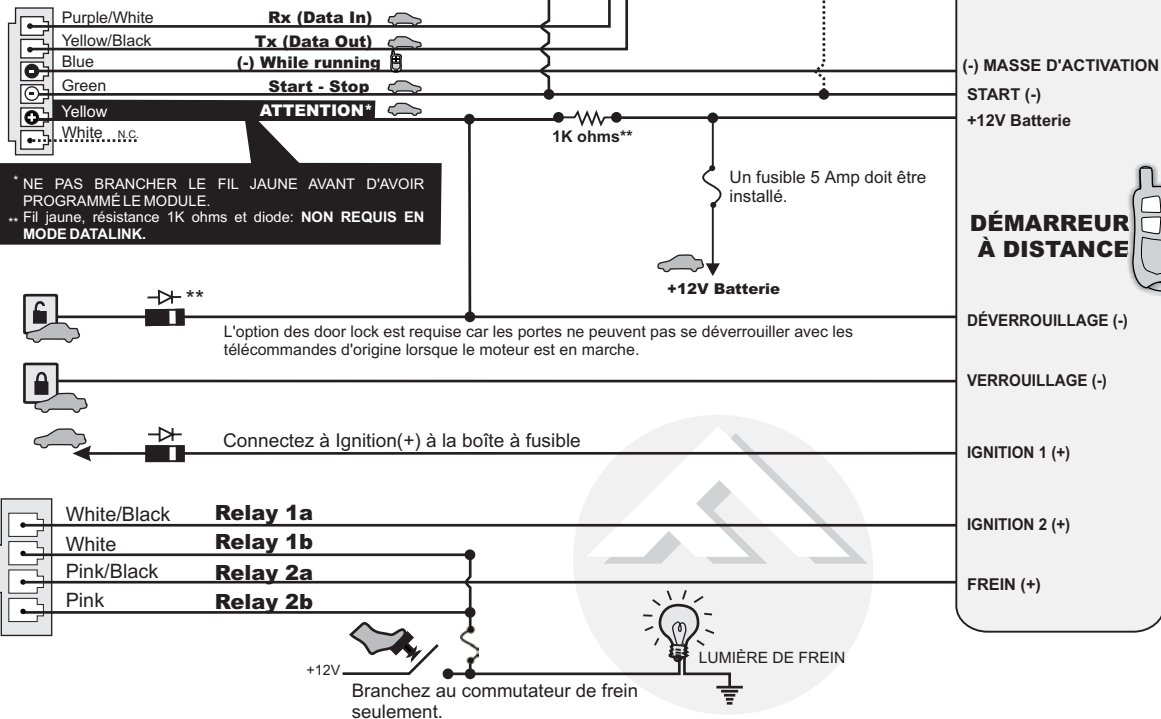 Purple/White Rx (Data In)
Yellow/Black Tx (Data Out)
Blue (-) While running
Green Start - Stop
Yellow ATTENTION*
White N.C.
* NE PAS BRANCHER LE FIL JAUNE AVANT D'AVOIR
PROGRAMMÉ LE MODULE.
** Fil jaune, résistance 1K ohms et diode: NON REQUIS EN
MODE DATALINK.
1K ohms**
Un fusible 5 Amp doit être
installé.
+12V Batterie
(-) MASSE D'ACTIVATION
START (-)
+12V Batterie
DÉMARREUR
À DISTANCE
**
L'option des door lock est requise car les portes ne peuvent pas se déverrouiller avec les
télécommandes d'origine lorsque le moteur est en marche.
DÉVERROUILLAGE (-)
VERROUILLAGE (-)
Connectez à Ignition(+) à la boîte à fusible
IGNITION 1 (+)
White/Black Relay 1a
IGNITION 2 (+)
White Relay 1b
Pink/Black Relay 2a
FREIN (+)
Pink Relay 2b
+12V
LUMIÈRE DE FREIN
Branchez au commutateur de frein
seulement.